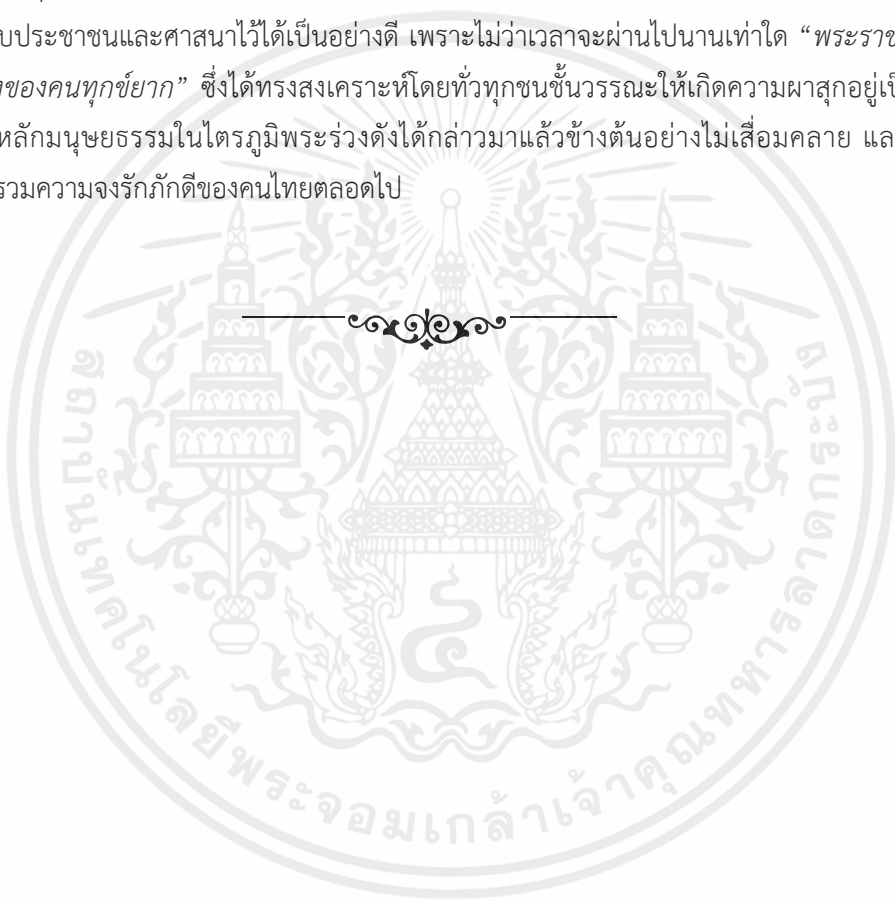 บประชาชนและศาสนาไว้ได้เป็นอย่างดี เพราะไม่ว่าเวลาจะผ่านไปนานเท่าใด “พระราช
ของคนทุกข์ยาก” ซึ่งได้ทรงสงเคราะห์โดยทั่วทุกชนชั้นวรรณะให้เกิดความผาสุกอยู่เป็
หลักมนุษยธรรมในไตรภูมิพระร่วงดังได้กล่าวมาแล้วข้างต้นอย่างไม่เสื่อมคลาย แล
รวมความจงรักภักดีของคนไทยตลอดไป
สถาบันเทคโนโลยีพระจอมเกล้าเจ้าคุณทหารลาดกระบัง
๔